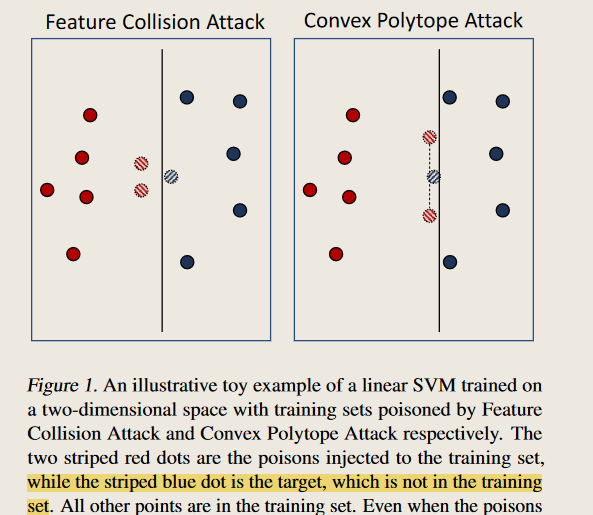 Feature Collision Attack
Convex Polytope Attack
Figure 1. An illustrative toy example of a linear SVM trained on
a two-dimensional space with training sets poisoned by Feature
Collision Attack and Convex Polytope Attack respectively. The
two striped red dots are the poisons injected to the training set,
while the striped blue dot is the target, which is not in the training
set. All other points are in the training set. Even when the poisons